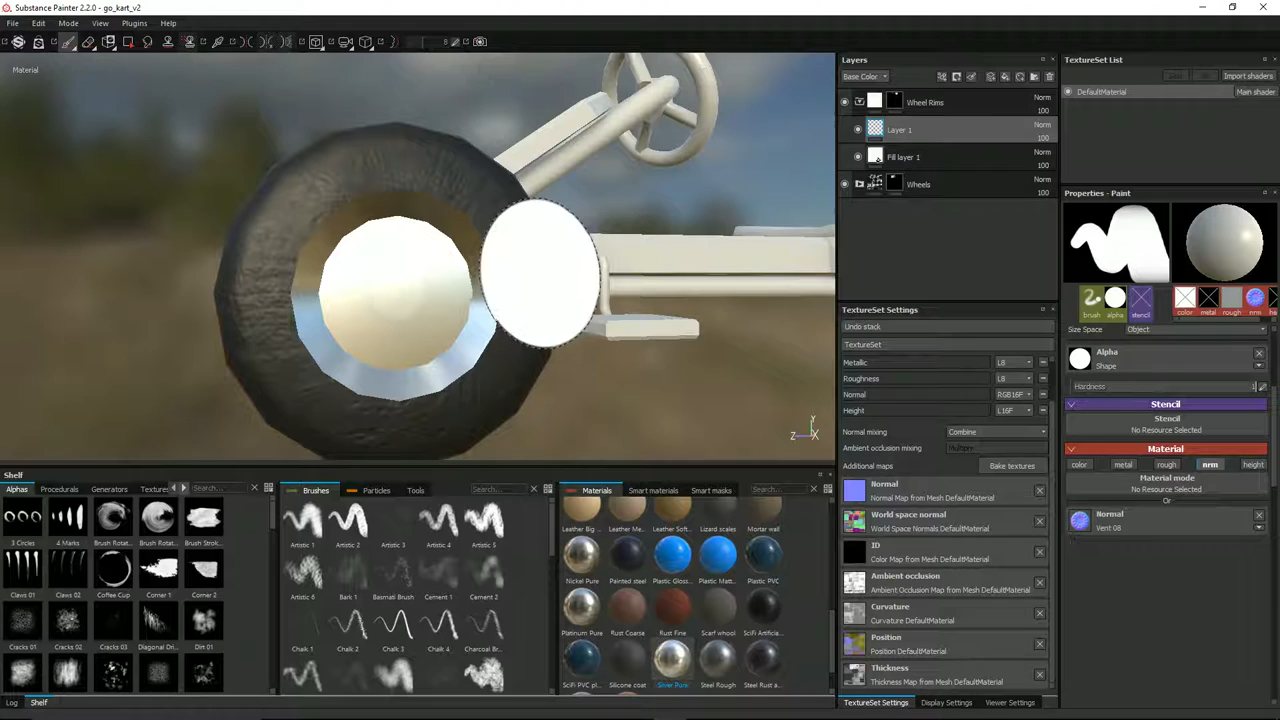 Substance Painter 2.2.0 - go_kart_v2
File Edit Mode View Plugins Help
8
Material
Layers
Base Color
Wheel Rims Norm 100
Layer 1 Norm 100
Fill layer 1 Norm 100
Wheels Norm 100
TextureSet Settings
Undo stack
TextureSet
Metallic L8
Roughness L8
Normal RGB16F
Height L16F
Normal mixing Combine
Ambient occlusion mixing Multiply
Additional maps Bake textures
Normal
Normal Map from Mesh DefaultMaterial
World space normal
World Space Normals DefaultMaterial
ID
Color Map from Mesh DefaultMaterial
Ambient occlusion
Ambient Occlusion Map from Mesh DefaultMaterial
Curvature
Curvature DefaultMaterial
Position
Position DefaultMaterial
Thickness
Thickness Map from Mesh DefaultMaterial
TextureSet Settings Display Settings Viewer Settings
TextureSet List
Import shaders
DefaultMaterial Main shader
Properties - Paint
brush alpha stencil color metal rough nrm he
Size Space Object
Alpha
Shape
Hardness 1
Stencil
Stencil
No Resource Selected
Material
color metal rough nrm height
Material mode
No Resource Selected
Or
Normal
Vent 08
Y
Z X
Shelf
Alphas Procedurals Generators Textures Search...
3 Circles 4 Marks Brush Rotat... Brush Rotat... Brush Strok...
Claws 01 Claws 02 Coffee Cup Corner 1 Corner 2
Cracks 01 Cracks 02 Cracks 03 Diagonal Dri... Dirt 01
Brushes Particles Tools Search...
Artistic 1 Artistic 2 Artistic 3 Artistic 4 Artistic 5
Artistic 6 Bark 1 Basmati Brush Cement 1 Cement 2
Chalk 1 Chalk 2 Chalk 3 Chalk 4 Charcoal Br...
Materials Smart materials Smart masks Search...
Leather Big ... Leather Me... Leather Soft... Lizard scales Mortar wall
Nickel Pure Painted steel Plastic Gloss... Plastic Matt... Plastic PVC
Platinum Pure Rust Coarse Rust Fine Scarf whool SciFi Artificia...
SciFi PVC pl... Silicone coat Silver Pure Steel Rough Steel Rust a...
Log Shelf